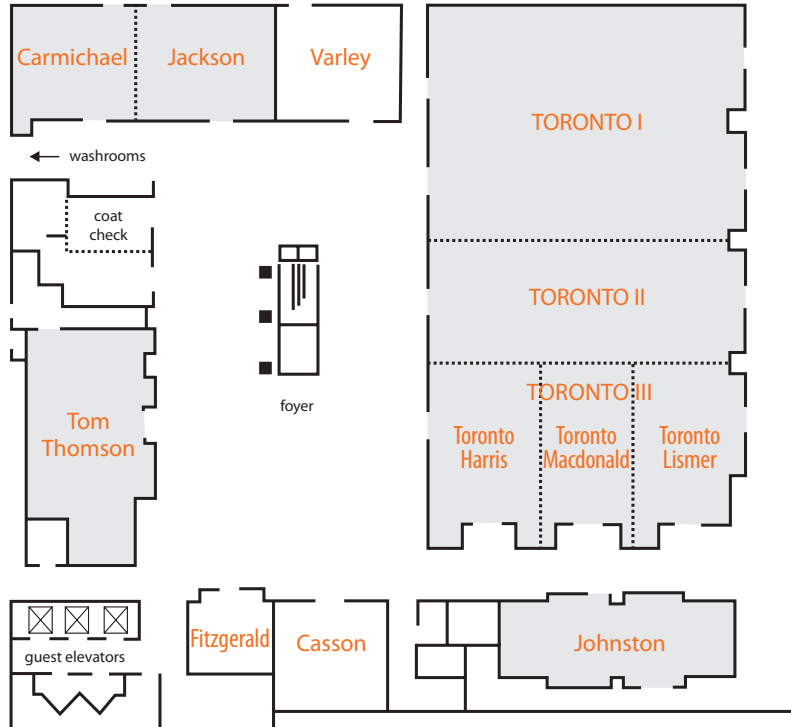 Carmichael
Jackson
Varley
TORONTO I
washrooms
coat
check
TORONTO II
TORONTO III
foyer
Tom
Thomson
Toronto
Harris
Toronto
Macdonald
Toronto
Lismer
Fitzgerald
Casson
Johnston
guest elevators